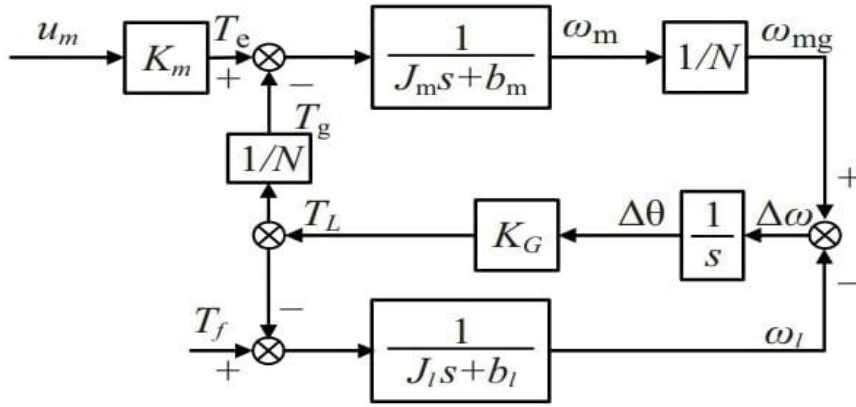 u_m K_m T_e + − 1 / (J_m s+b_m) ω_m 1/N ω_mg
T_g
1/N
+
T_L K_G Δθ 1 / s Δω
−
−
T_f + 1 / (J_l s+b_l) ω_l